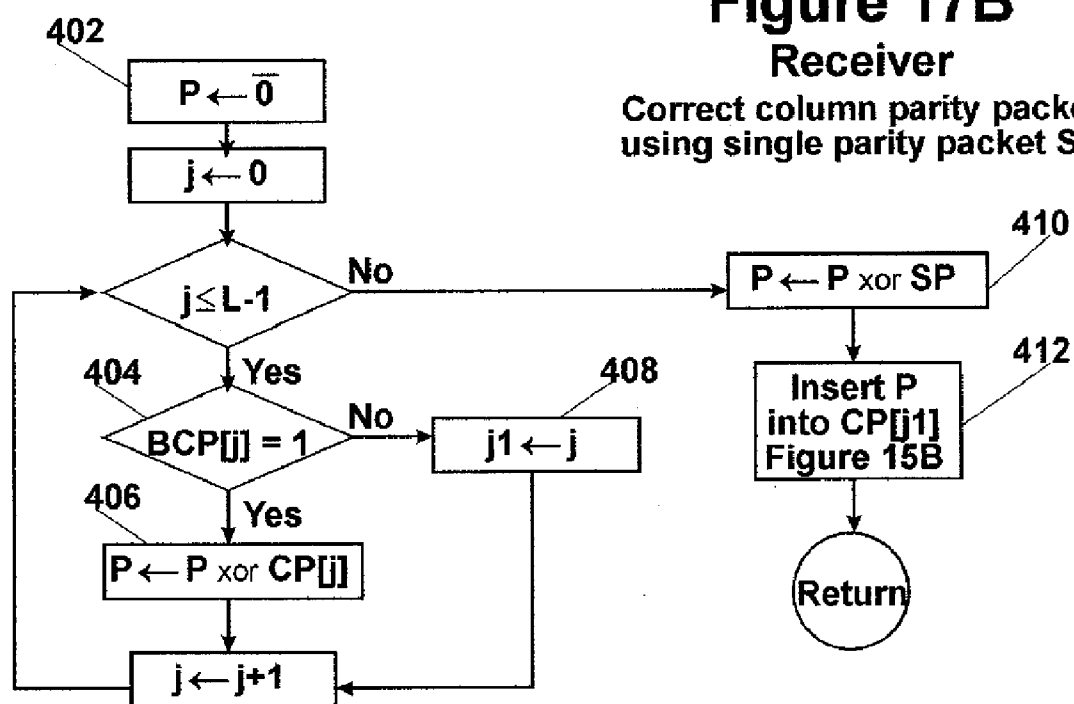 Figure 17B
Receiver
Correct column parity
using single parity packet
402
P ← 0̅
j ← 0
j ≤ L-1
No
Yes
404
BCP[j] = 1
No
Yes
408
j1 ← j
406
P ← P xor CP[j]
j ← j+1
410
P ← P xor SP
412
Insert P
into CP[j1]
Figure 15B
Return